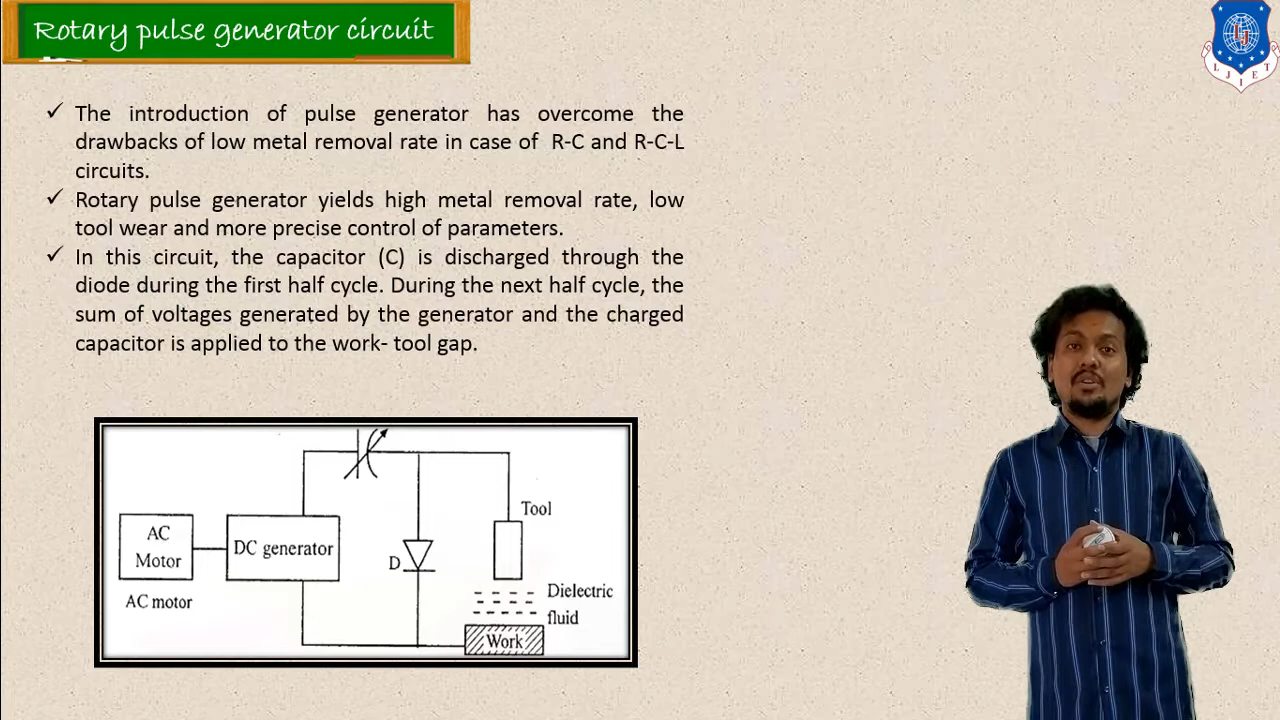 Rotary pulse generator circuit
L J I E T
✓ The introduction of pulse generator has overcome the
drawbacks of low metal removal rate in case of R-C and R-C-L
circuits.
✓ Rotary pulse generator yields high metal removal rate, low
tool wear and more precise control of parameters.
✓ In this circuit, the capacitor (C) is discharged through the
diode during the first half cycle. During the next half cycle, the
sum of voltages generated by the generator and the charged
capacitor is applied to the work- tool gap.
Tool
AC
Motor
DC generator
D
AC motor
Dielectric
fluid
Work